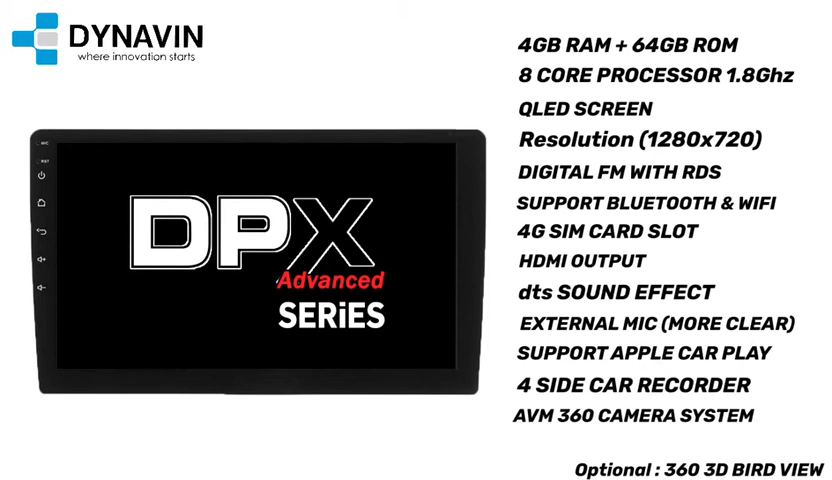 DYNAVIN
where innovation starts
MIC
RST
DPX
Advanced
SERiES
4GB RAM + 64GB ROM
8 CORE PROCESSOR 1.8Ghz
QLED SCREEN
Resolution (1280x720)
DIGITAL FM WITH RDS
SUPPORT BLUETOOTH & WIFI
4G SIM CARD SLOT
HDMI OUTPUT
dts SOUND EFFECT
EXTERNAL MIC (MORE CLEAR)
SUPPORT APPLE CAR PLAY
4 SIDE CAR RECORDER
AVM 360 CAMERA SYSTEM
Optional : 360 3D BIRD VIEW